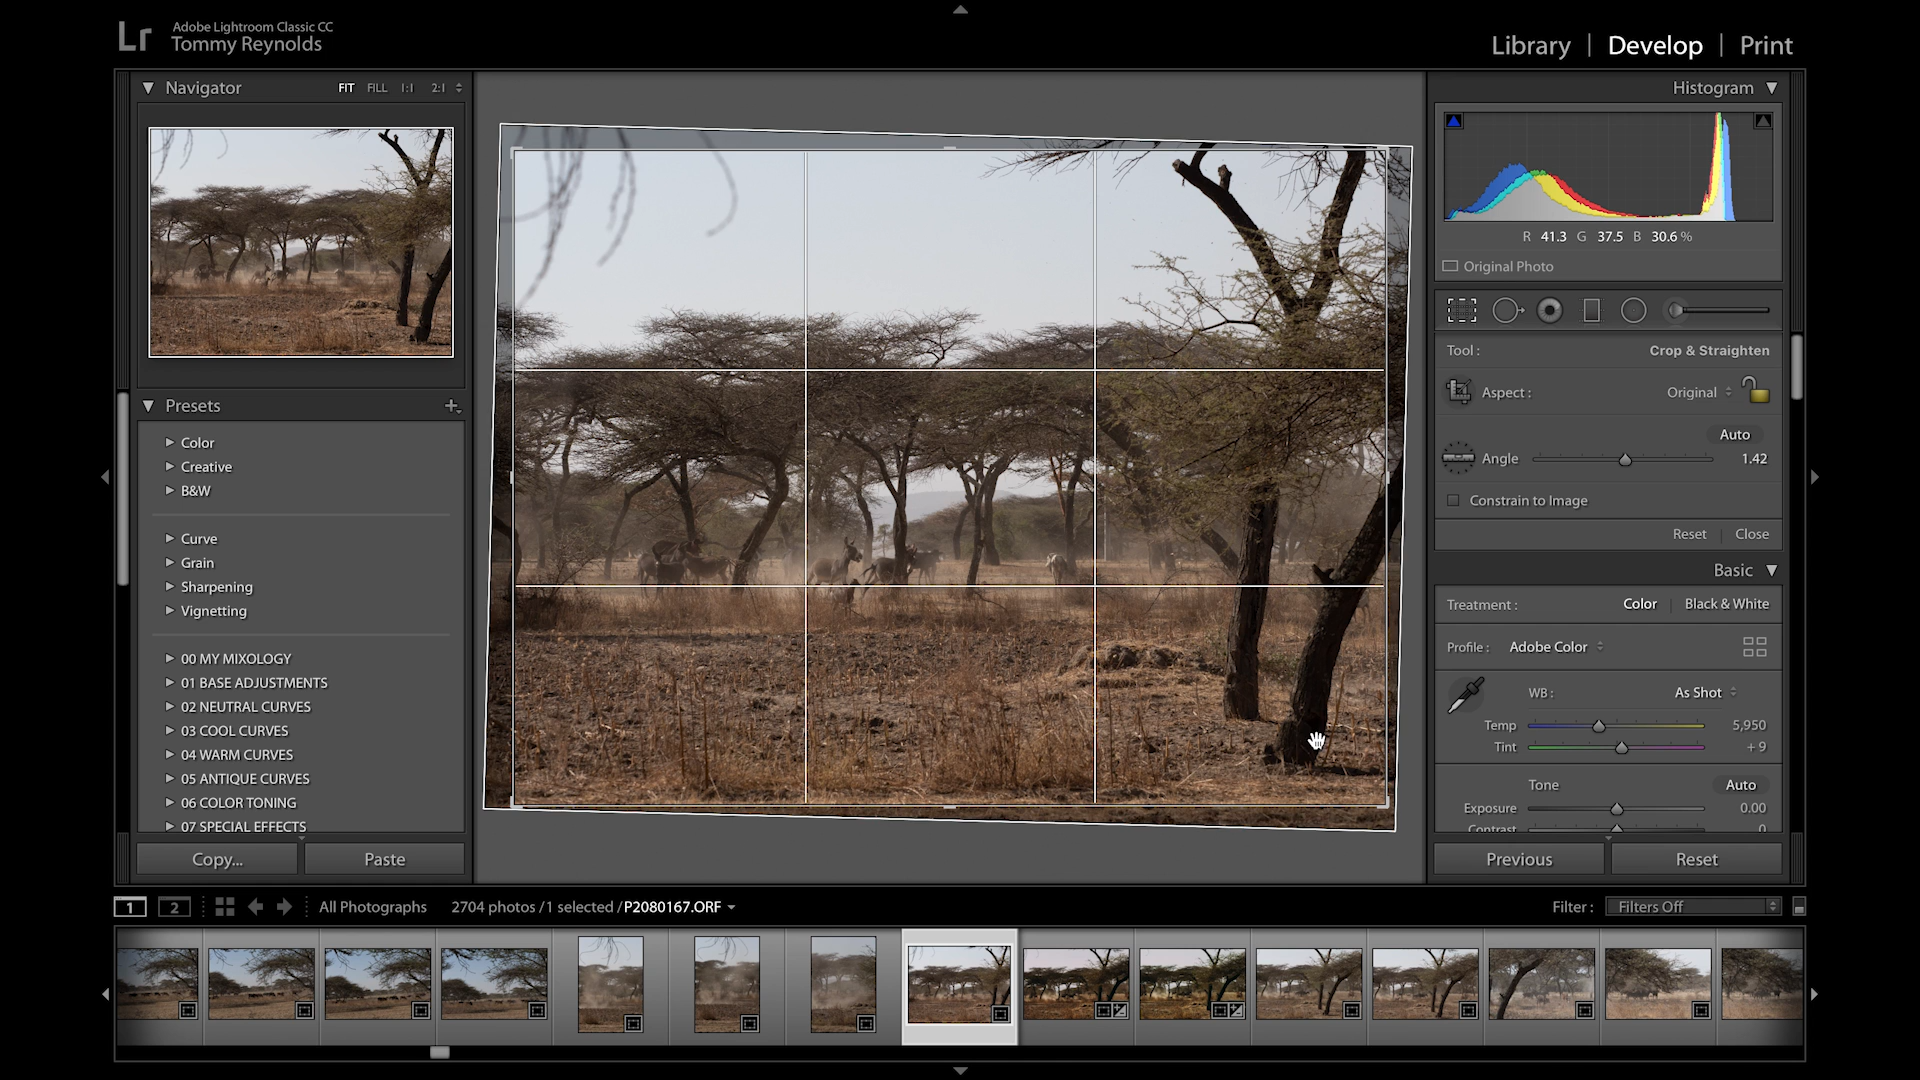 Lr
Adobe Lightroom Classic CC
Tommy Reynolds
Library | Develop | Print
Navigator FIT FILL 1:1 2:1
Presets
Color
Creative
B&W
Curve
Grain
Sharpening
Vignetting
00 MY MIXOLOGY
01 BASE ADJUSTMENTS
02 NEUTRAL CURVES
03 COOL CURVES
04 WARM CURVES
05 ANTIQUE CURVES
06 COLOR TONING
07 SPECIAL EFFECTS
Copy... Paste
Histogram
R 41.3 G 37.5 B 30.6 %
Original Photo
Tool : Crop & Straighten
Aspect : Original
Auto
Angle 1.42
Constrain to Image
Reset | Close
Basic
Treatment : Color | Black & White
Profile : Adobe Color
WB : As Shot
Temp 5,950
Tint + 9
Tone Auto
Exposure 0.00
Contrast 0
Previous Reset
1 2 All Photographs 2704 photos / 1 selected / P2080167.ORF Filter : Filters Off